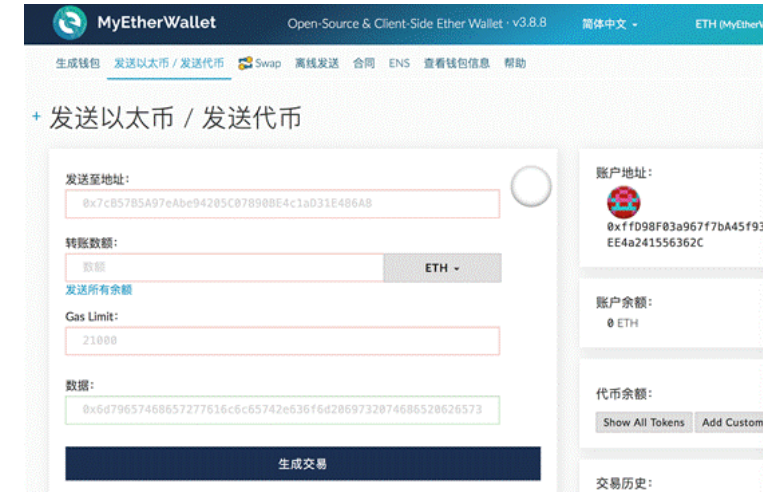 MyEtherWallet
Open-Source & Client-Side Ether Wallet · v3.8.8
简体中文
ETH (MyEtherW
生成钱包 发送以太币 / 发送代币 Swap 离线发送 合同 ENS 查看钱包信息 帮助
+ 发送以太币 / 发送代币
发送至地址:
0x7cB57B5A97eAbe94205C07890BE4c1aD31E486A8
转账数额:
数额
ETH
发送所有余额
Gas Limit:
21000
数据:
0x6d79657468657277616c6c65742e636f6d20697320746865206265​73
生成交易
账户地址:
0xffD98F03a967f7bA45f93
EE4a241556362C
账户余额:
0 ETH
代币余额:
Show All Tokens
Add Custom
交易历史: